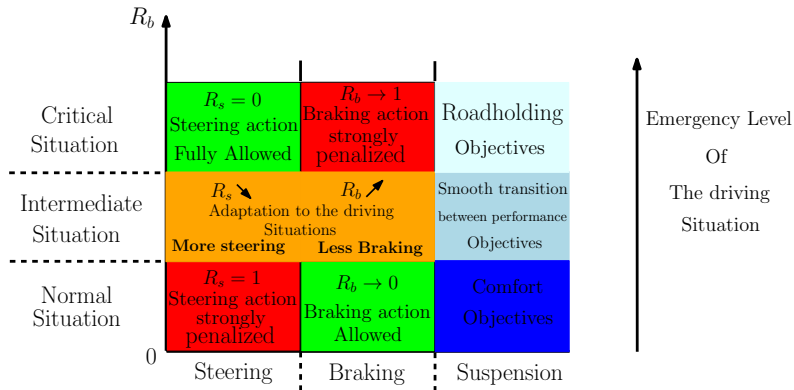 R_b
Critical
Situation
R_s = 0
Steering action
Fully Allowed
R_b → 1
Braking action
strongly
penalized
Roadholding
Objectives
Intermediate
Situation
R_s ↘
R_b ↗
Adaptation to the driving
Situations
More steering
Less Braking
Smooth transition
between performance
Objectives
Normal
Situation
R_s = 1
Steering action
strongly
penalized
R_b → 0
Braking action
Allowed
Comfort
Objectives
0
Steering
Braking
Suspension
Emergency Level
Of
The driving
Situation